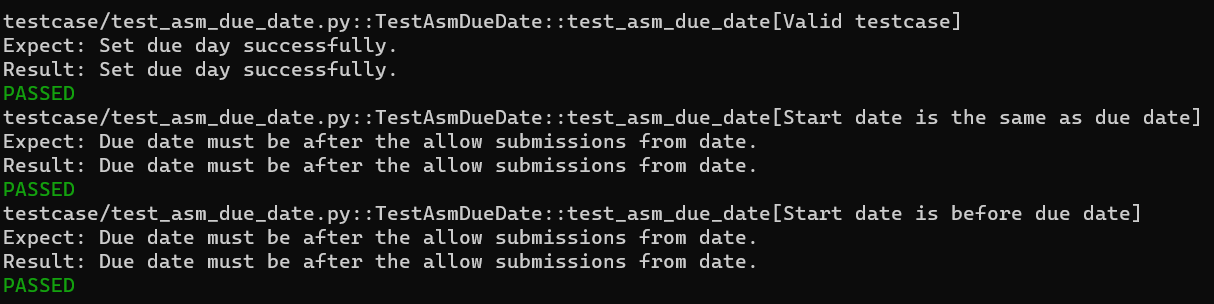 testcase/test_asm_due_date.py::TestAsmDueDate::test_asm_due_date[Valid testcase]
Expect: Set due day successfully.
Result: Set due day successfully.
PASSED
testcase/test_asm_due_date.py::TestAsmDueDate::test_asm_due_date[Start date is the same as due date]
Expect: Due date must be after the allow submissions from date.
Result: Due date must be after the allow submissions from date.
PASSED
testcase/test_asm_due_date.py::TestAsmDueDate::test_asm_due_date[Start date is before due date]
Expect: Due date must be after the allow submissions from date.
Result: Due date must be after the allow submissions from date.
PASSED